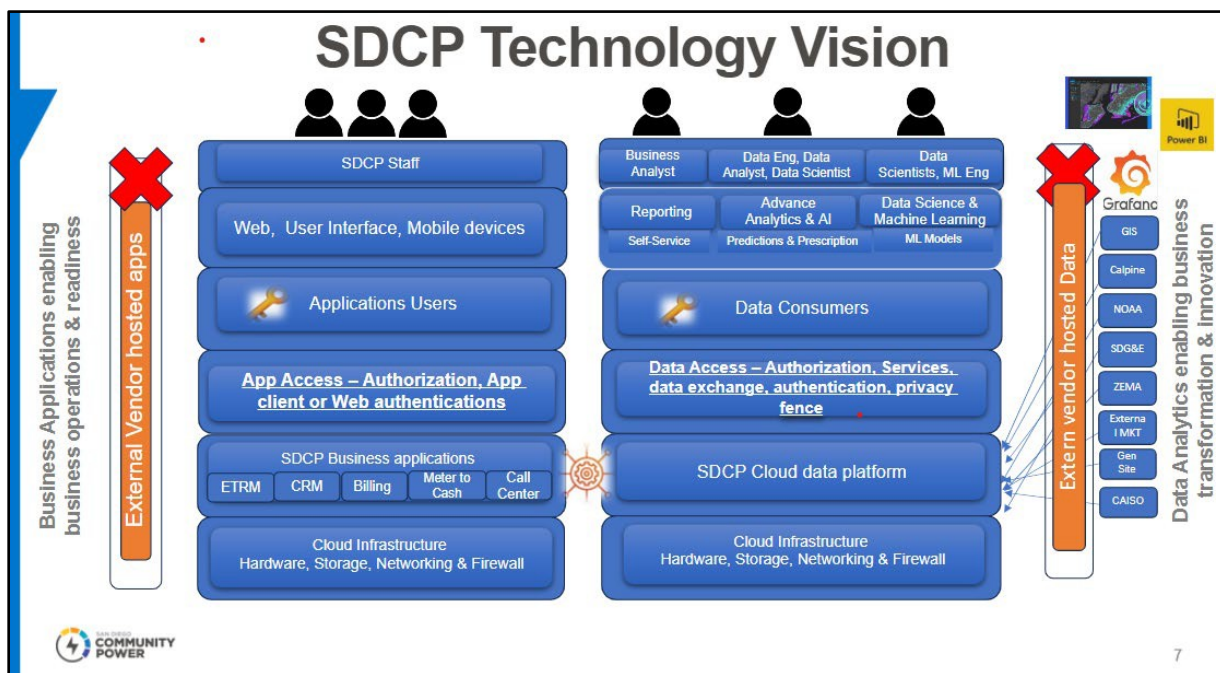 SDCP Technology Vision
Business Applications enabling
business operations & readiness
External Vendor hosted apps
SDCP Staff
Web, User Interface, Mobile devices
Applications Users
App Access – Authorization, App
client or Web authentications
SDCP Business applications
ETRM
CRM
Billing
Meter to
Cash
Call
Center
Cloud Infrastructure
Hardware, Storage, Networking & Firewall
Business
Analyst
Data Eng, Data
Analyst, Data Scientist
Data
Scientists, ML Eng
Reporting
Advance
Analytics & AI
Data Science &
Machine Learning
Self-Service
Predictions & Prescription
ML Models
Data Consumers
Data Access – Authorization, Services,
data exchange, authentication, privacy
fence
SDCP Cloud data platform
Cloud Infrastructure
Hardware, Storage, Networking & Firewall
Extern vendor hosted Data
Power BI
Grafana
GIS
Calpine
NOAA
SDG&E
ZEMA
Externa
l MKT
Gen
Site
CAISO
Data Analytics enabling business
transformation & innovation
SAN DIEGO
COMMUNITY
POWER
7